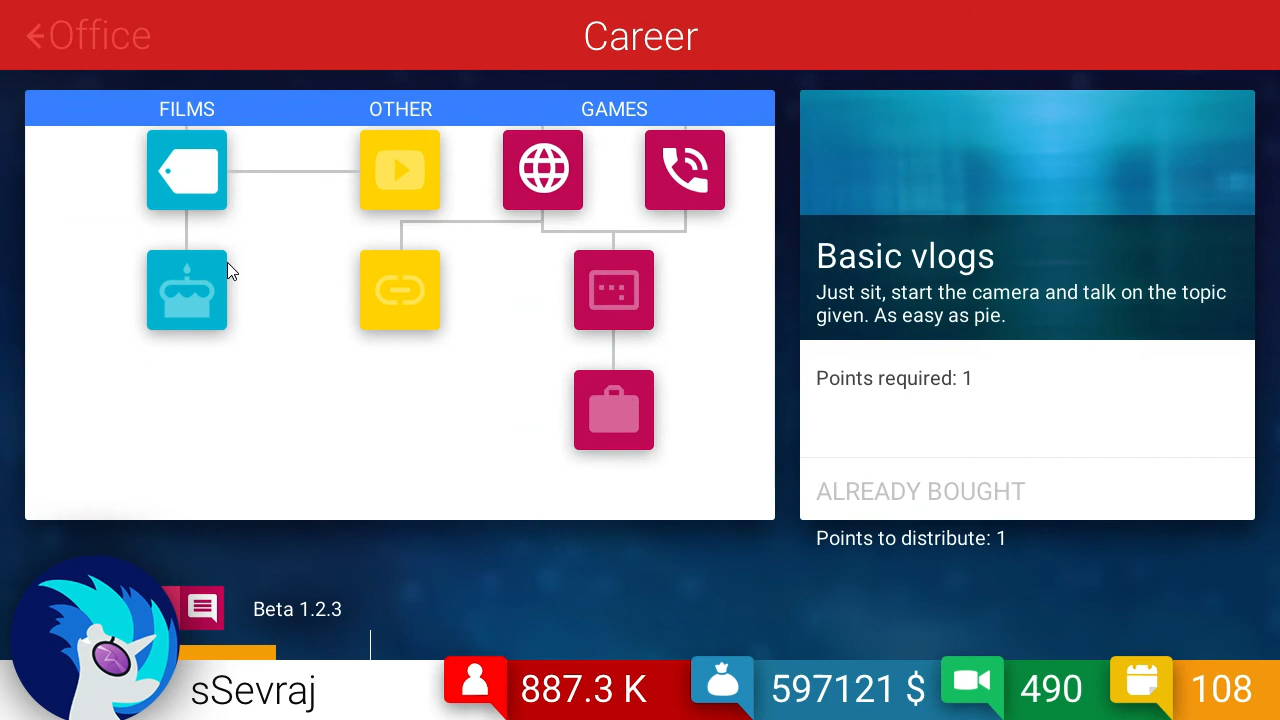 Office
Career
FILMS
OTHER
GAMES
Basic vlogs
Just sit, start the camera and talk on the topic
given. As easy as pie.
Points required: 1
ALREADY BOUGHT
Points to distribute: 1
Beta 1.2.3
sSevraj
887.3 K
597121 $
490
108